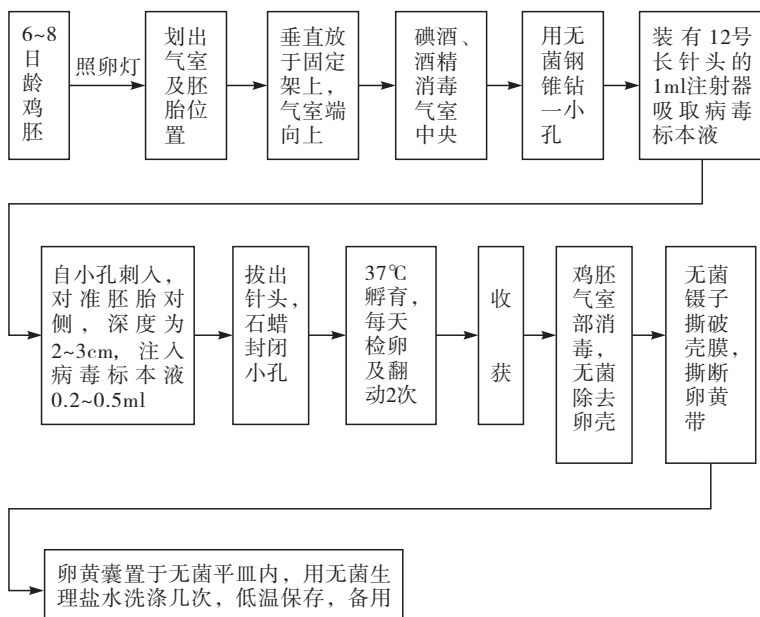 6~8
日
龄
鸡
胚
照卵灯
划出
气室
及胚
胎位
置
垂直放
于固定
架上,
气室端
向上
碘酒、
酒精
消毒
气室
中央
用无
菌钢
锥钻
一小
孔
装有12号
长针头的
1ml注射器
吸取病毒
标本液
自小孔刺入,
对准胚胎对
侧，深度为
2~3cm, 注入
病毒标本液
0.2~0.5ml
拔出
针头,
石蜡
封闭
小孔
37℃
孵育,
每天
检卵
及翻
动2次
收
获
鸡胚
气室
部消
毒,
无菌
除去
卵壳
无菌
镊子
撕破
壳膜,
撕断
卵黄
带
卵黄囊置于无菌平皿内，用无菌生
理盐水洗涤几次，低温保存，备用